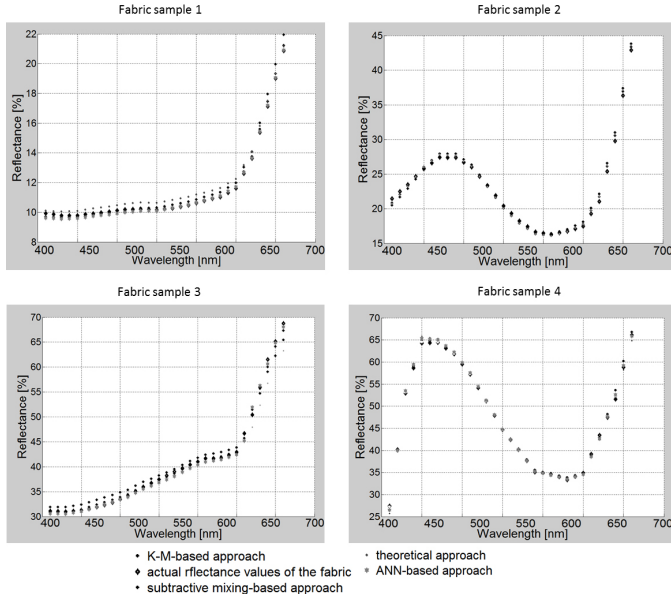 Fabric sample 1
Fabric sample 2
22
20
18
16
14
12
10
8
Reflectance [%]
400 450 500 550 600 650 700
Wavelength [nm]
45
40
35
30
25
20
15
Reflectance [%]
400 450 500 550 600 650 700
Wavelength [nm]
Fabric sample 3
Fabric sample 4
70
65
60
55
50
45
40
35
30
Reflectance [%]
400 450 500 550 600 650 700
Wavelength [nm]
70
65
60
55
50
45
40
35
30
25
Reflectance [%]
400 450 500 550 600 650 700
Wavelength [nm]
K-M-based approach
actual rflectance values of the fabric
subtractive mixing-based approach
theoretical approach
ANN-based approach